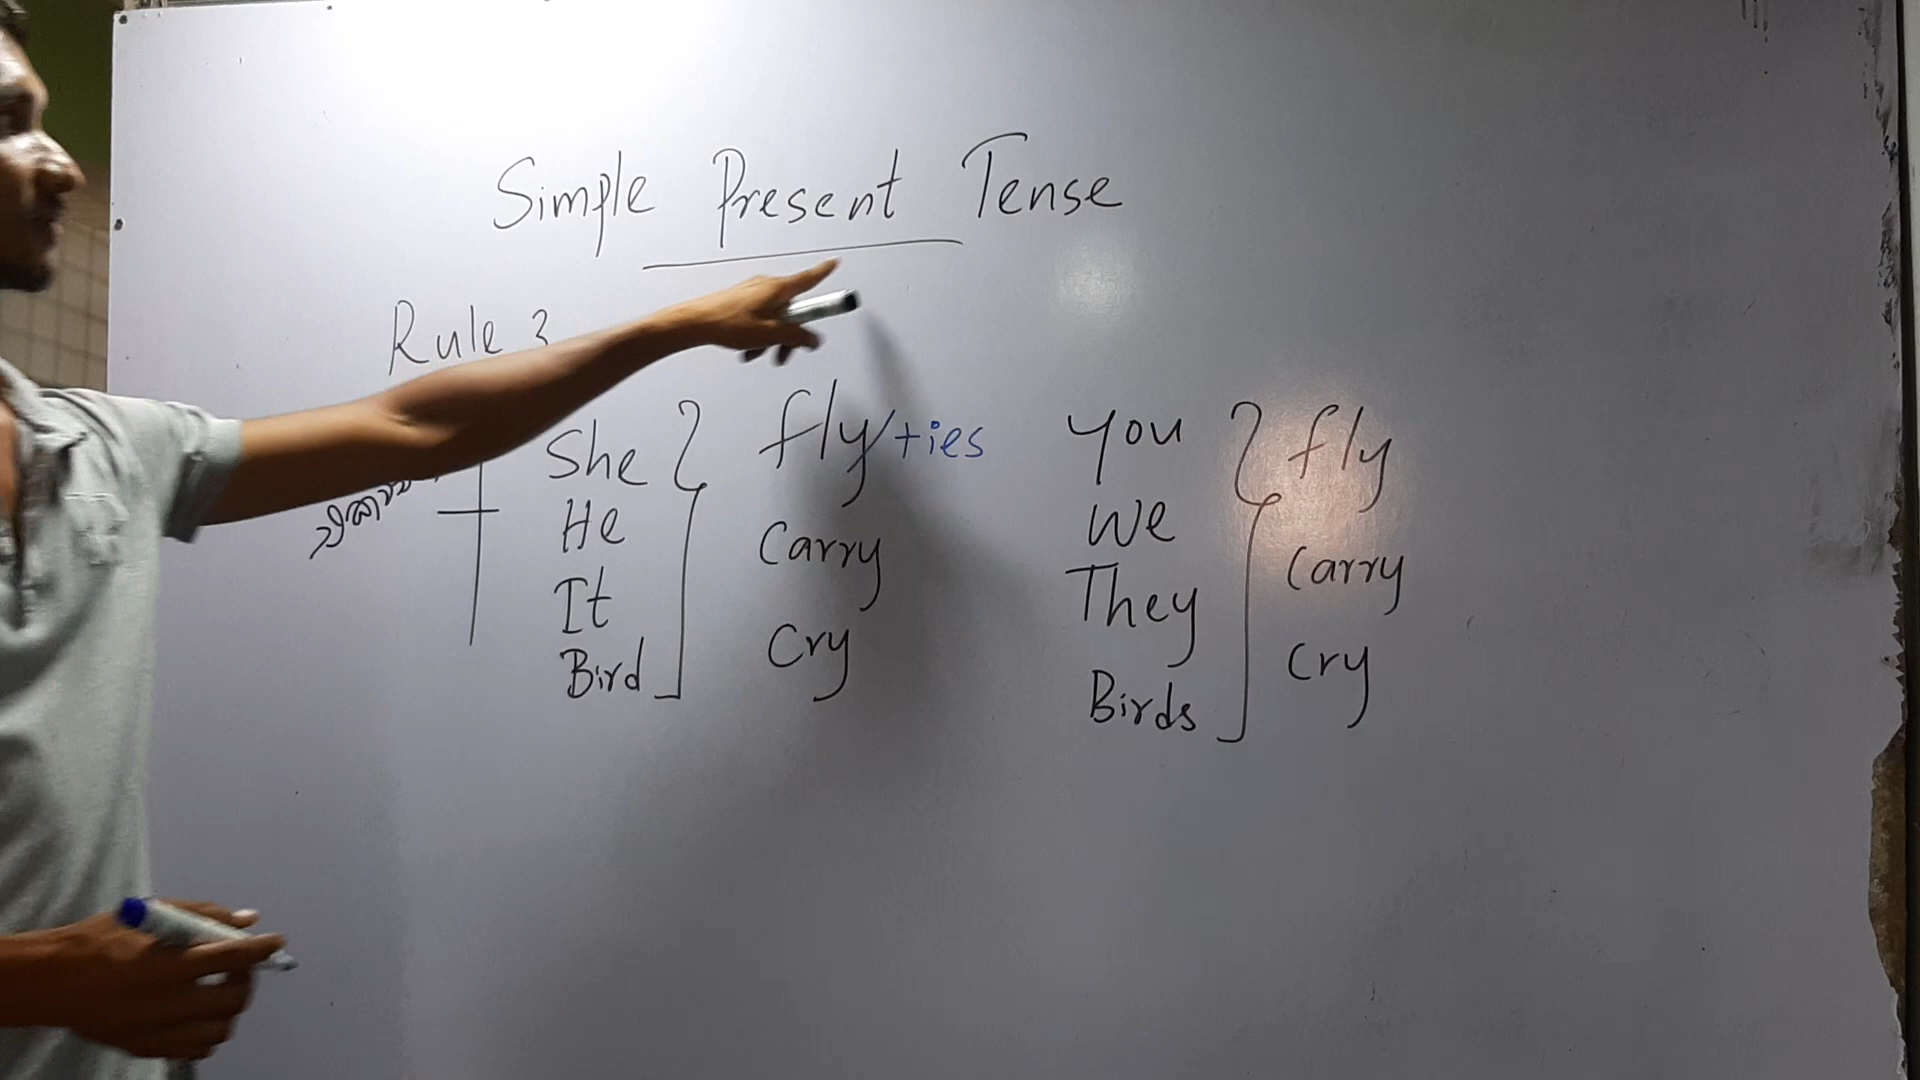 Simple Present Tense
Rule 3
She
He
It
Bird
fly+ies
Carry
Cry
You
We
They
Birds
fly
Carry
Cry